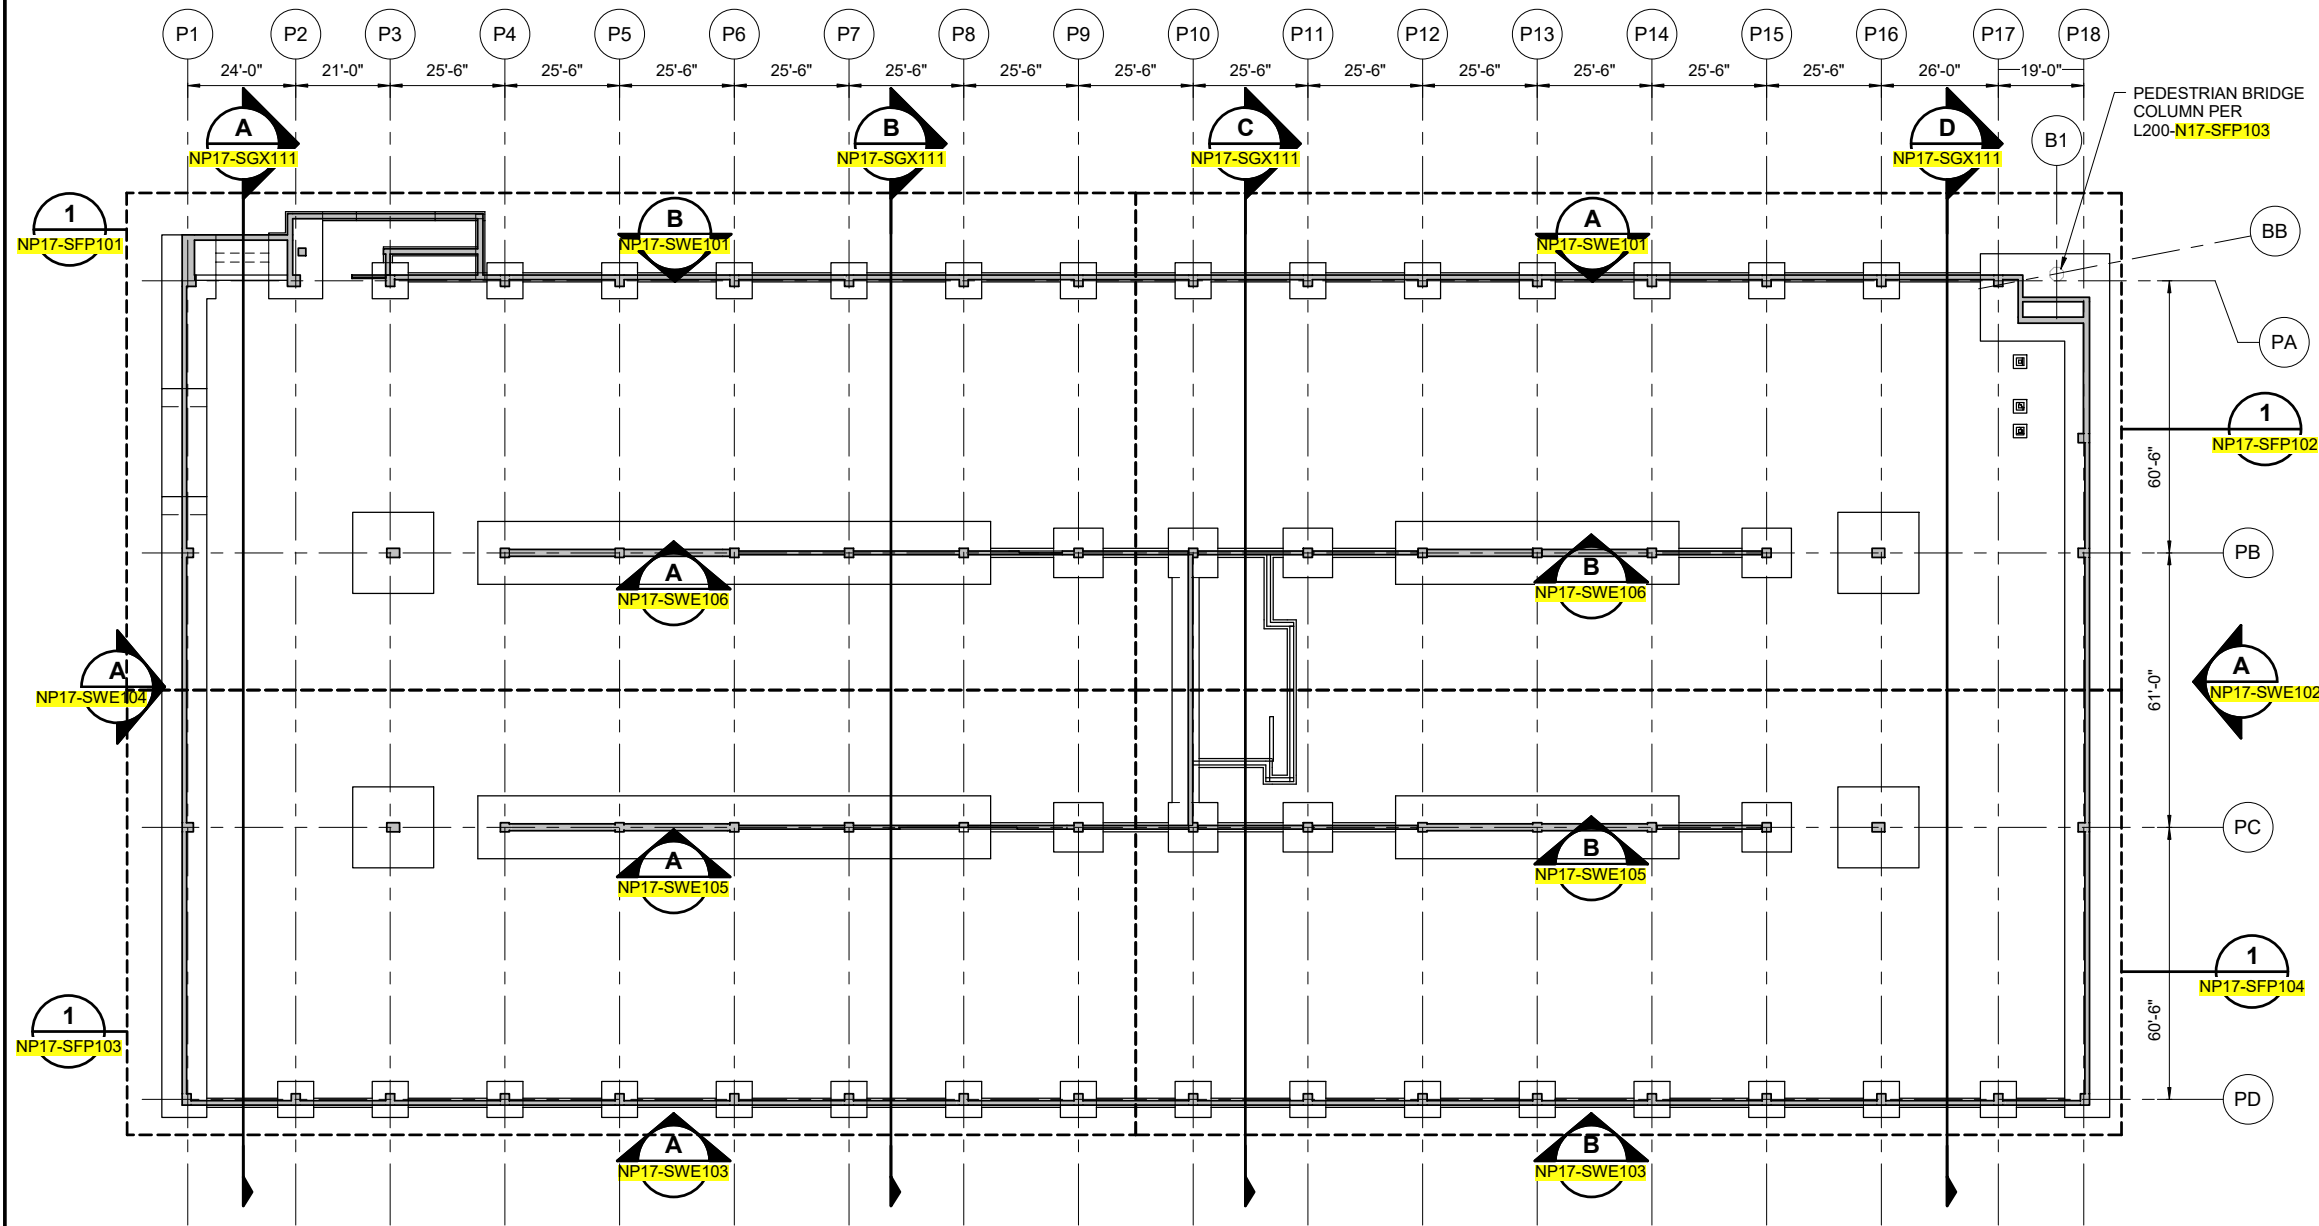 P1 P2 P3 P4 P5 P6 P7 P8 P9 P10 P11 P12 P13 P14 P15 P16 P17 P18
24'-0" 21'-0" 25'-6" 25'-6" 25'-6" 25'-6" 25'-6" 25'-6" 25'-6" 25'-6" 25'-6" 25'-6" 25'-6" 25'-6" 25'-6" 26'-0" 19'-0"
PEDESTRIAN BRIDGE
COLUMN PER
L200-N17-SFP103
A
NP17-SGX111
B
NP17-SGX111
C
NP17-SGX111
D
NP17-SGX111
B1
1
NP17-SFP101
B
NP17-SWE101
A
NP17-SWE101
BB
PA
1
NP17-SFP102
60'-6"
PB
A
NP17-SWE106
B
NP17-SWE106
A
NP17-SWE104
61'-0"
A
NP17-SWE102
PC
A
NP17-SWE105
B
NP17-SWE105
1
NP17-SFP104
1
NP17-SFP103
60'-6"
PD
A
NP17-SWE103
B
NP17-SWE103